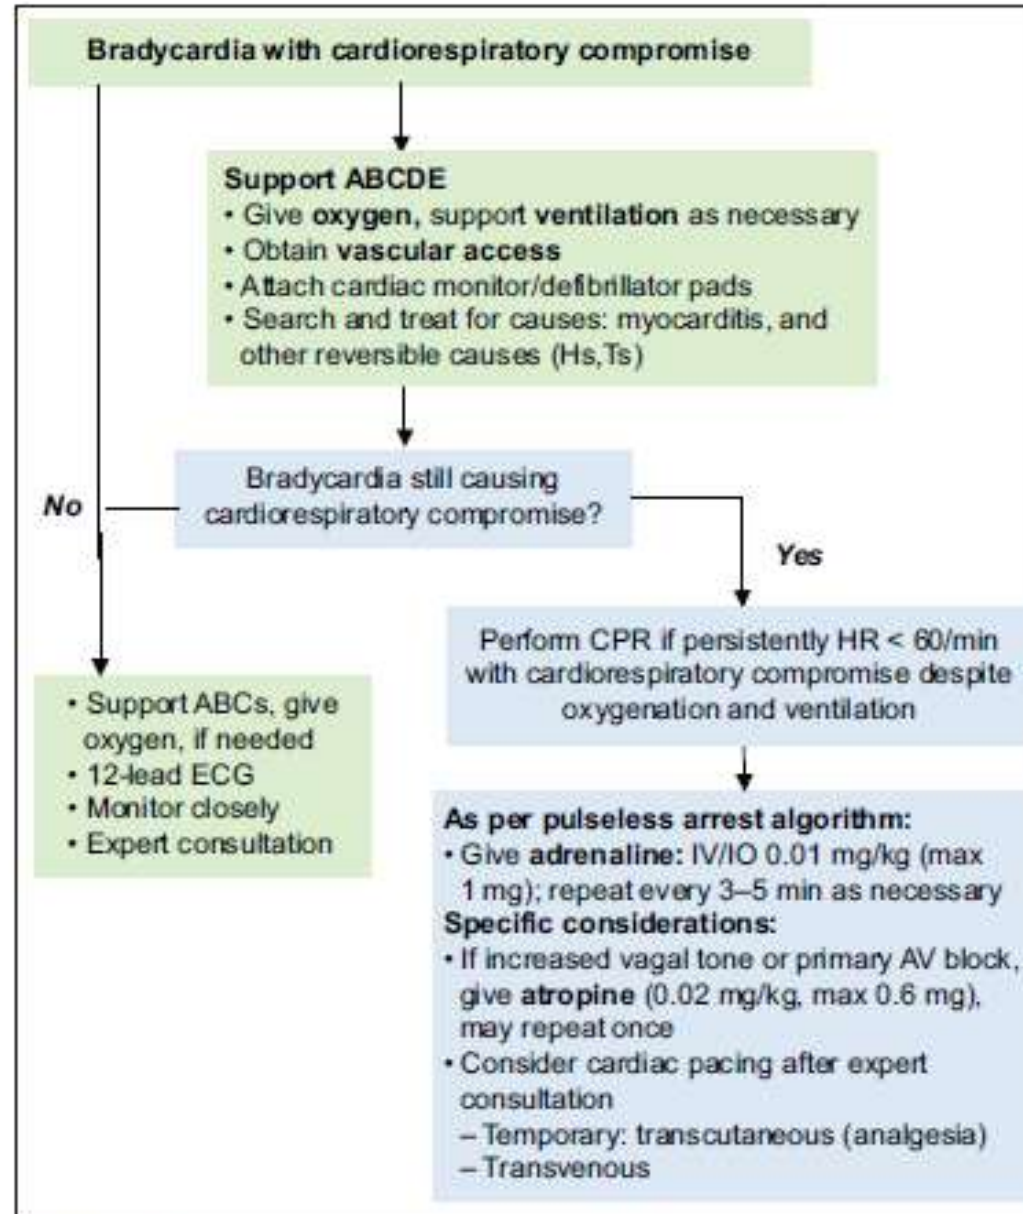 Bradycardia with cardiorespiratory compromise
Support ABCDE
• Give oxygen, support ventilation as necessary
• Obtain vascular access
• Attach cardiac monitor/defibrillator pads
• Search and treat for causes: myocarditis, and
other reversible causes (Hs,Ts)
Bradycardia still causing
cardiorespiratory compromise?
No
Yes
• Support ABCs, give
oxygen, if needed
• 12-lead ECG
• Monitor closely
• Expert consultation
Perform CPR if persistently HR < 60/min
with cardiorespiratory compromise despite
oxygenation and ventilation
As per pulseless arrest algorithm:
• Give adrenaline: IV/IO 0.01 mg/kg (max
1 mg); repeat every 3–5 min as necessary
Specific considerations:
• If increased vagal tone or primary AV block,
give atropine (0.02 mg/kg, max 0.6 mg),
may repeat once
• Consider cardiac pacing after expert
consultation
– Temporary: transcutaneous (analgesia)
– Transvenous